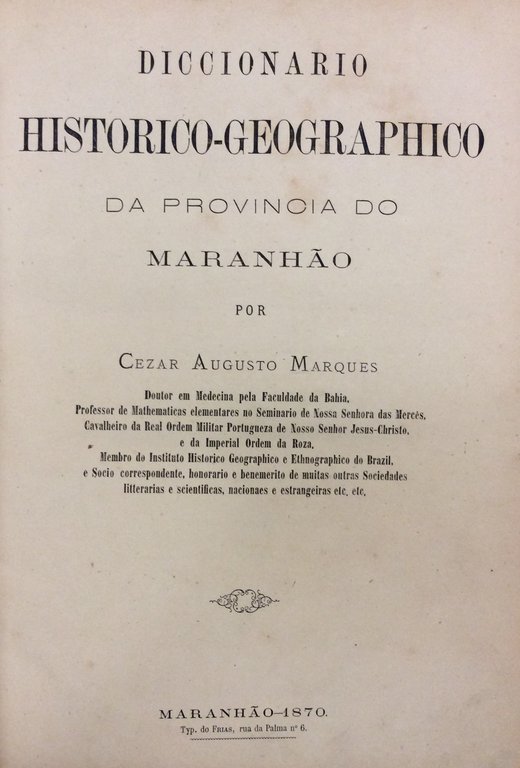 DICCIONARIO
HISTORICO-GEOGRAPHICO
DA PROVINCIA DO
MARANHÃO
POR
CEZAR AUGUSTO MARQUES
Doutor em Medecina pela Faculdade da Bahia,
Professor de Mathematicas elementares no Seminario de Nossa Senhora das Mercês,
Cavalheiro da Real Ordem Militar Portugueza de Nosso Senhor Jesus-Christo,
e da Imperial Ordem da Roza,
Membro do Instituto Historico Geographico e Ethnographico do Brazil,
e Socio correspondente, honorario e benemerito de muitas outras Sociedades
litterarias e scientificas, nacionaes e estrangeiras etc, etc,
MARANHÃO—1870.
Typ. do FRIAS, rua da Palma nº 6.